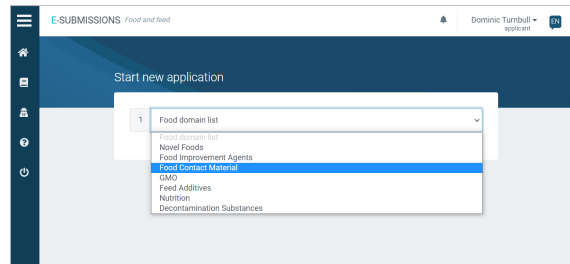 E-SUBMISSIONS Food and feed
Dominic Turnbull
applicant
EN
Start new application
1
Food domain list
Food domain list
Novel Foods
Food Improvement Agents
Food Contact Material
GMO
Feed Additives
Nutrition
Decontamination Substances